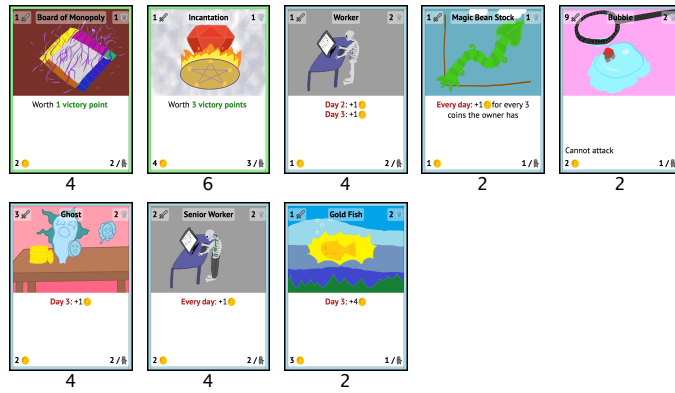 1 Board of Monopoly 1
Worth 1 victory point
2 2 /
4
1 Incantation 1
Worth 3 victory points
4 3 /
6
1 Worker 2
Day 2: +1
Day 3: +1
1 2 /
4
1 Magic Bean Stock 1
Every day: +1 for every 3
coins the owner has
1 1 /
2
9 Bubble 2
Cannot attack
2 1 /
2
3 Ghost 2
Day 3: +1
2 2 /
4
2 Senior Worker 2
Every day: +1
2 2 /
4
1 Gold Fish 2
Day 3: +4
3 1 /
2